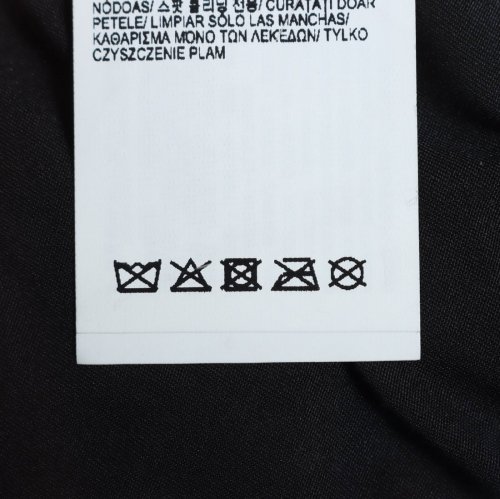 NÓDOAS/ 스팟 클리닝 전용/ CURĂȚAȚI DOAR
PETELE/ LIMPIAR SÓLO LAS MANCHAS/
ΚΑΘΑΡΙΣΜΑ ΜΟΝΟ ΤΩΝ ΛΕΚΕΔΩΝ/ TYLKO
CZYSZCZENIE PLAM